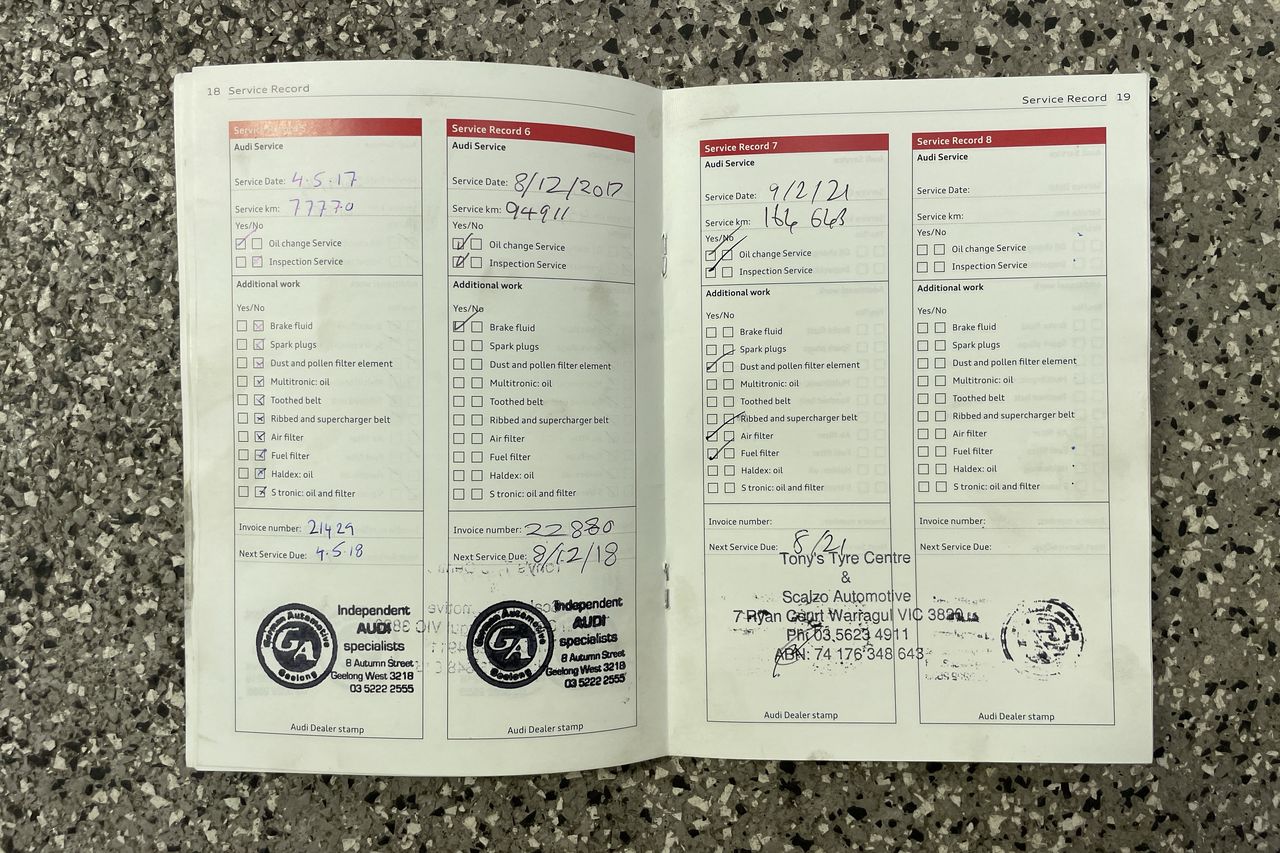 18 Service Record
Service Record 5
Audi Service
Service Date: 4.5.17
Service km: 77770
Yes/No
Oil change Service
Inspection Service
Additional work
Yes/No
Brake fluid
Spark plugs
Dust and pollen filter element
Multitronic: oil
Toothed belt
Ribbed and supercharger belt
Air filter
Fuel filter
Haldex: oil
S tronic: oil and filter
Invoice number: 21429
Next Service Due: 4.5.18
German Automotive
GA
Geelong
Independent
AUDI
specialists
8 Autumn Street
Geelong West 3218
03 5222 2555
Audi Dealer stamp
Service Record 6
Audi Service
Service Date: 8/12/2017
Service km: 94911
Yes/No
Oil change Service
Inspection Service
Additional work
Yes/No
Brake fluid
Spark plugs
Dust and pollen filter element
Multitronic: oil
Toothed belt
Ribbed and supercharger belt
Air filter
Fuel filter
Haldex: oil
S tronic: oil and filter
Invoice number: 22880
Next Service Due: 8/12/18
German Automotive
GA
Geelong
Independent
AUDI
specialists
8 Autumn Street
Geelong West 3218
03 5222 2555
Audi Dealer stamp
Service Record 19
Service Record 7
Audi Service
Service Date: 9/2/21
Service km: 164 643
Yes/No
Oil change Service
Inspection Service
Additional work
Yes/No
Brake fluid
Spark plugs
Dust and pollen filter element
Multitronic: oil
Toothed belt
Ribbed and supercharger belt
Air filter
Fuel filter
Haldex: oil
S tronic: oil and filter
Invoice number:
Next Service Due: 8/21
Tony's Tyre Centre
&
Scalzo Automotive
7 Ryan Court Warragul VIC 3820
Ph: 03 5623 4911
ABN: 74 176 348 643
Audi Dealer stamp
Service Record 8
Audi Service
Service Date:
Service km:
Yes/No
Oil change Service
Inspection Service
Additional work
Yes/No
Brake fluid
Spark plugs
Dust and pollen filter element
Multitronic: oil
Toothed belt
Ribbed and supercharger belt
Air filter
Fuel filter
Haldex: oil
S tronic: oil and filter
Invoice number:
Next Service Due:
Audi Dealer stamp